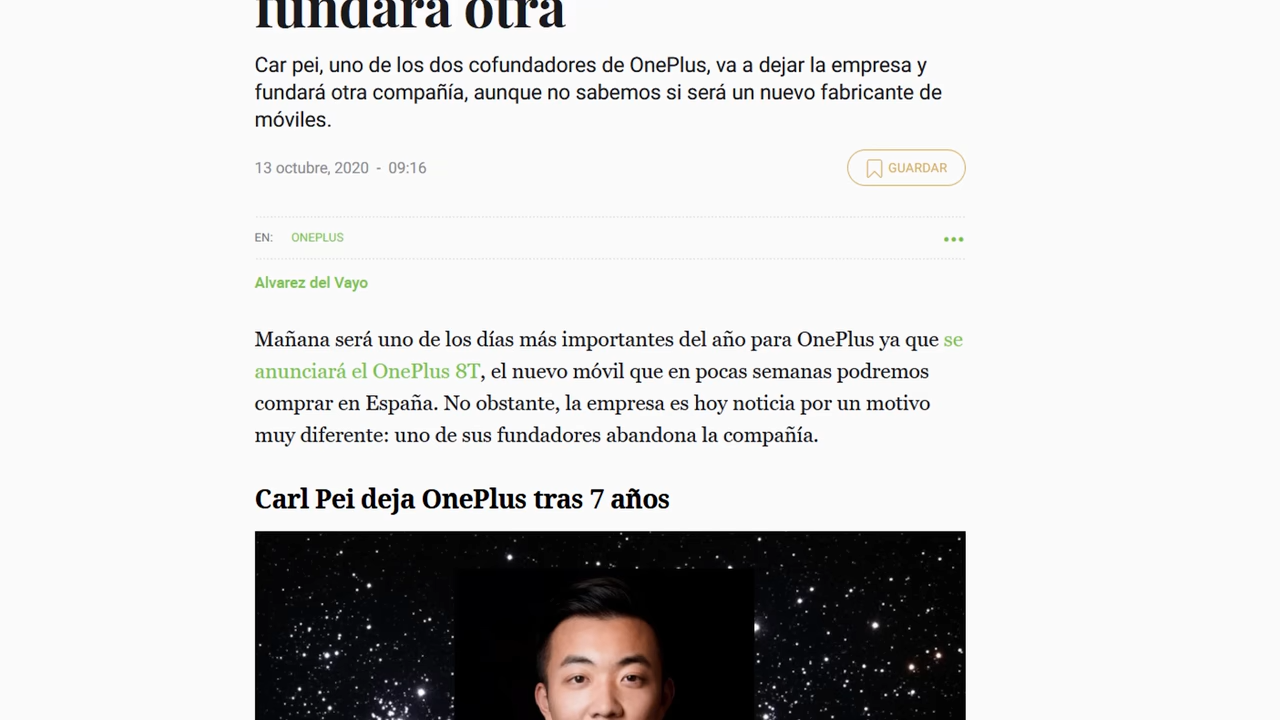 fundará otra
Car pei, uno de los dos cofundadores de OnePlus, va a dejar la empresa y
fundará otra compañía, aunque no sabemos si será un nuevo fabricante de
móviles.
13 octubre, 2020 - 09:16
GUARDAR
EN: ONEPLUS
Alvarez del Vayo
Mañana será uno de los días más importantes del año para OnePlus ya que se
anunciará el OnePlus 8T, el nuevo móvil que en pocas semanas podremos
comprar en España. No obstante, la empresa es hoy noticia por un motivo
muy diferente: uno de sus fundadores abandona la compañía.
Carl Pei deja OnePlus tras 7 años